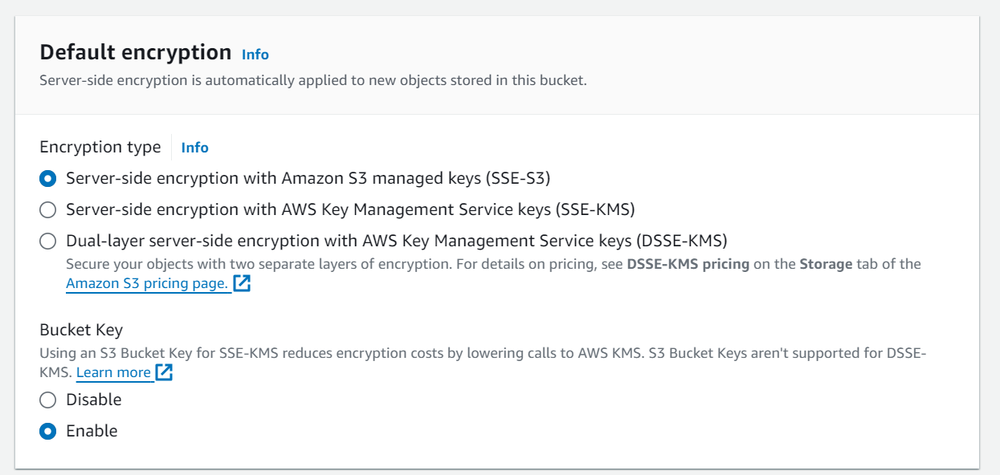 Default encryption Info
Server-side encryption is automatically applied to new objects stored in this bucket.
Encryption type Info
Server-side encryption with Amazon S3 managed keys (SSE-S3)
Server-side encryption with AWS Key Management Service keys (SSE-KMS)
Dual-layer server-side encryption with AWS Key Management Service keys (DSSE-KMS)
Secure your objects with two separate layers of encryption. For details on pricing, see DSSE-KMS pricing on the Storage tab of the
Amazon S3 pricing page.
Bucket Key
Using an S3 Bucket Key for SSE-KMS reduces encryption costs by lowering calls to AWS KMS. S3 Bucket Keys aren't supported for DSSE-
KMS. Learn more
Disable
Enable